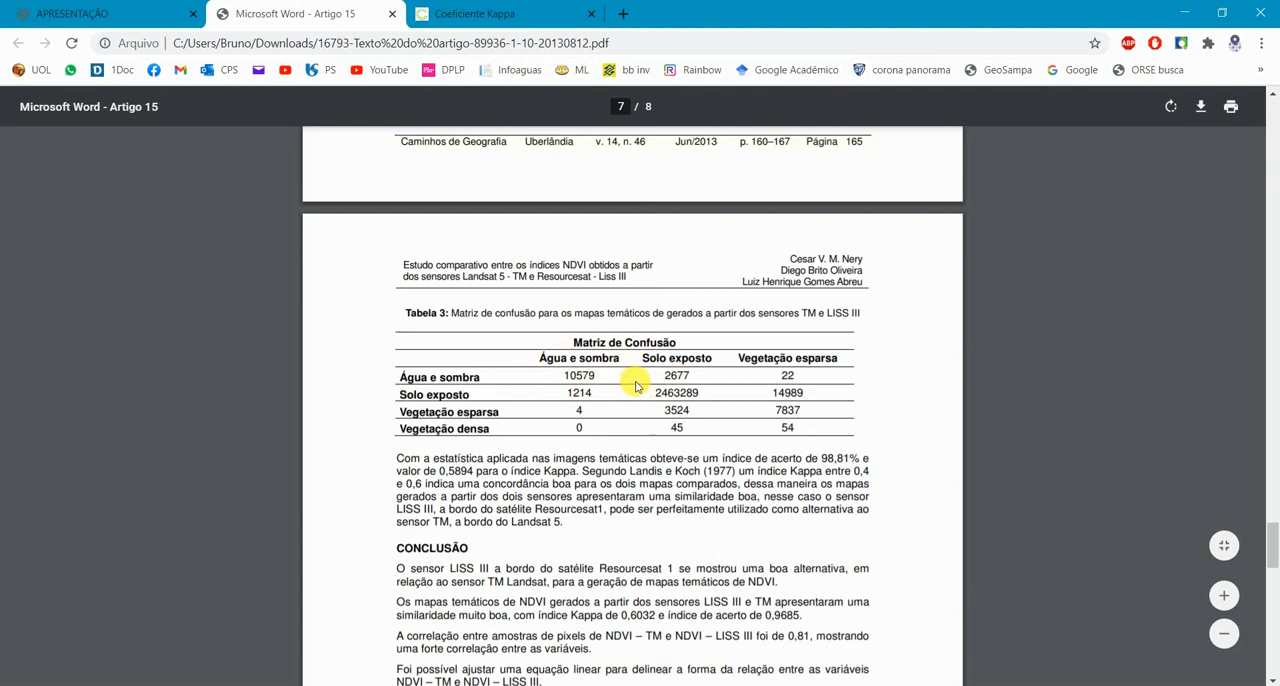 APRESENTAÇÃO
Microsoft Word - Artigo 15
Coeficiente Kappa
Arquivo
C:/Users/Bruno/Downloads/16793-Texto%20do%20artigo-89936-1-10-20130812.pdf
UOL
1Doc
CPS
PS
YouTube
DPLP
Infoaguas
ML
bb inv
Rainbow
Google Acadêmico
corona panorama
GeoSampa
Google
ORSE busca
Microsoft Word - Artigo 15
7 / 8
Caminhos de Geografia Uberlândia v. 14, n. 46 Jun/2013 p. 160–167 Página 165
Estudo comparativo entre os índices NDVI obtidos a partir
dos sensores Landsat 5 - TM e Resourcesat - Liss III
Cesar V. M. Nery
Diego Brito Oliveira
Luiz Henrique Gomes Abreu
Tabela 3: Matriz de confusão para os mapas temáticos de gerados a partir dos sensores TM e LISS III
Matriz de Confusão
Água e sombra Solo exposto Vegetação esparsa
Água e sombra 10579 2677 22
Solo exposto 1214 2463289 14989
Vegetação esparsa 4 3524 7837
Vegetação densa 0 45 54
Com a estatística aplicada nas imagens temáticas obteve-se um índice de acerto de 98,81% e
valor de 0,5894 para o índice Kappa. Segundo Landis e Koch (1977) um índice Kappa entre 0,4
e 0,6 indica uma concordância boa para os dois mapas comparados, dessa maneira os mapas
gerados a partir dos dois sensores apresentaram uma similaridade boa, nesse caso o sensor
LISS III, a bordo do satélite Resourcesat1, pode ser perfeitamente utilizado como alternativa ao
sensor TM, a bordo do Landsat 5.
CONCLUSÃO
O sensor LISS III a bordo do satélite Resourcesat 1 se mostrou uma boa alternativa, em
relação ao sensor TM Landsat, para a geração de mapas temáticos de NDVI.
Os mapas temáticos de NDVI gerados a partir dos sensores LISS III e TM apresentaram uma
similaridade muito boa, com índice Kappa de 0,6032 e índice de acerto de 0,9685.
A correlação entre amostras de pixels de NDVI – TM e NDVI – LISS III foi de 0,81, mostrando
uma forte correlação entre as variáveis.
Foi possível ajustar uma equação linear para delinear a forma da relação entre as variáveis
NDVI – TM e NDVI – LISS III.